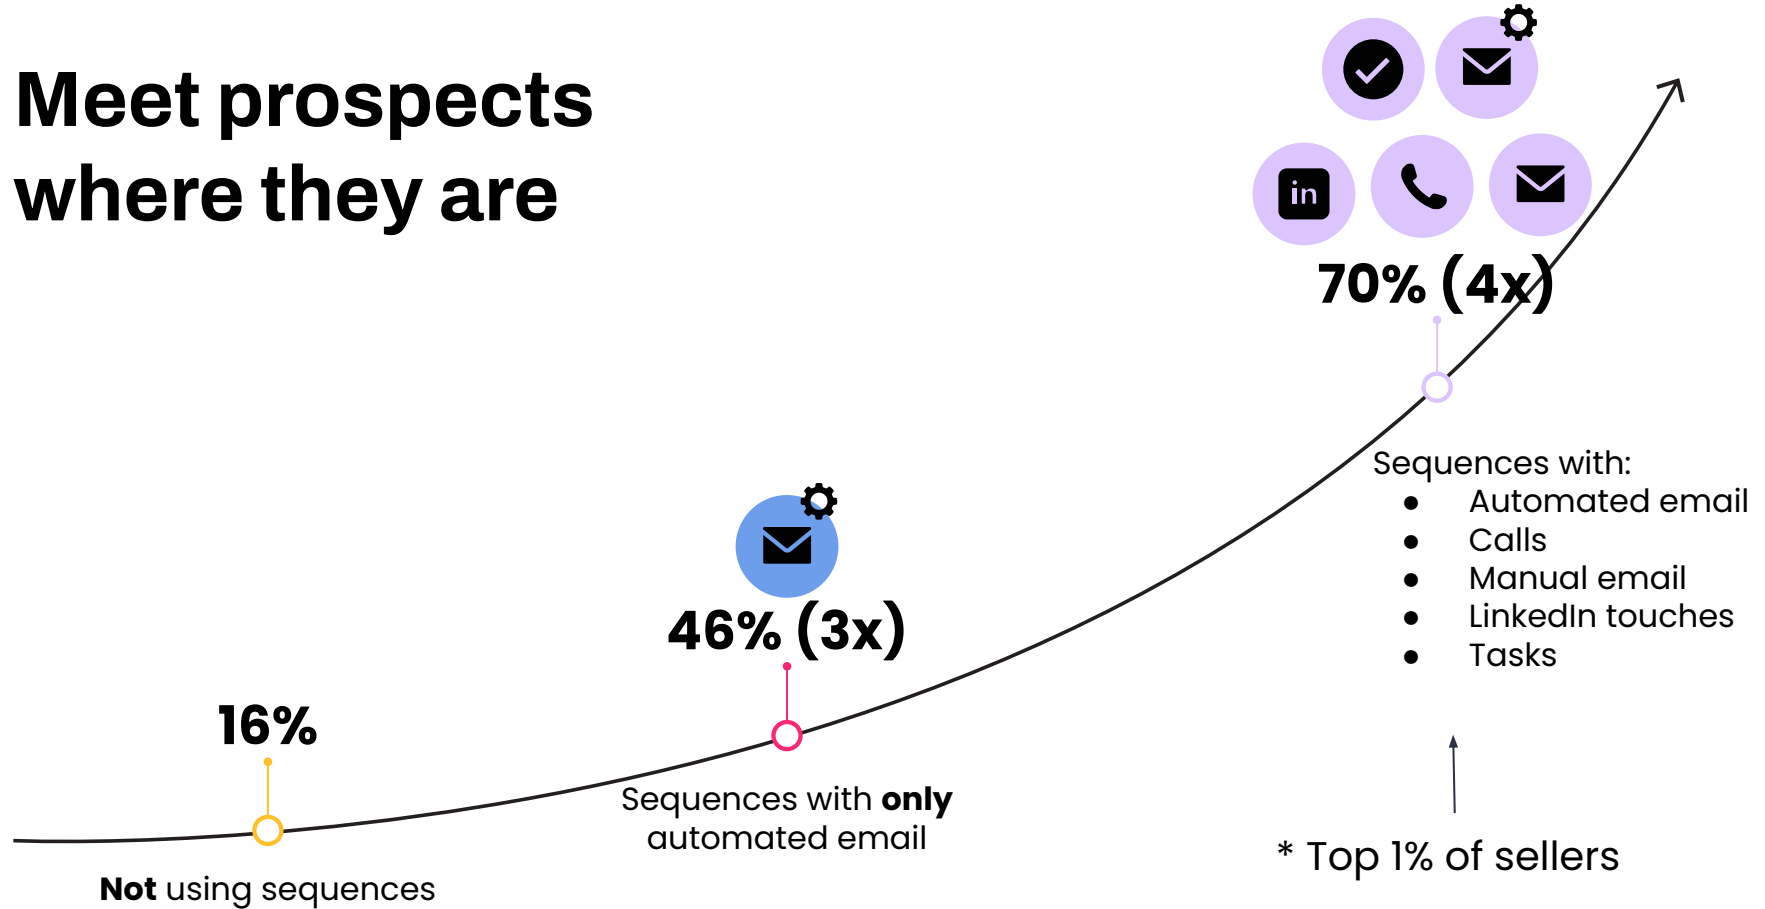 Meet prospects
where they are
16%
Not using sequences
46% (3x)
Sequences with only
automated email
in
70% (4x)
Sequences with:
● Automated email
● Calls
● Manual email
● LinkedIn touches
● Tasks
* Top 1% of sellers